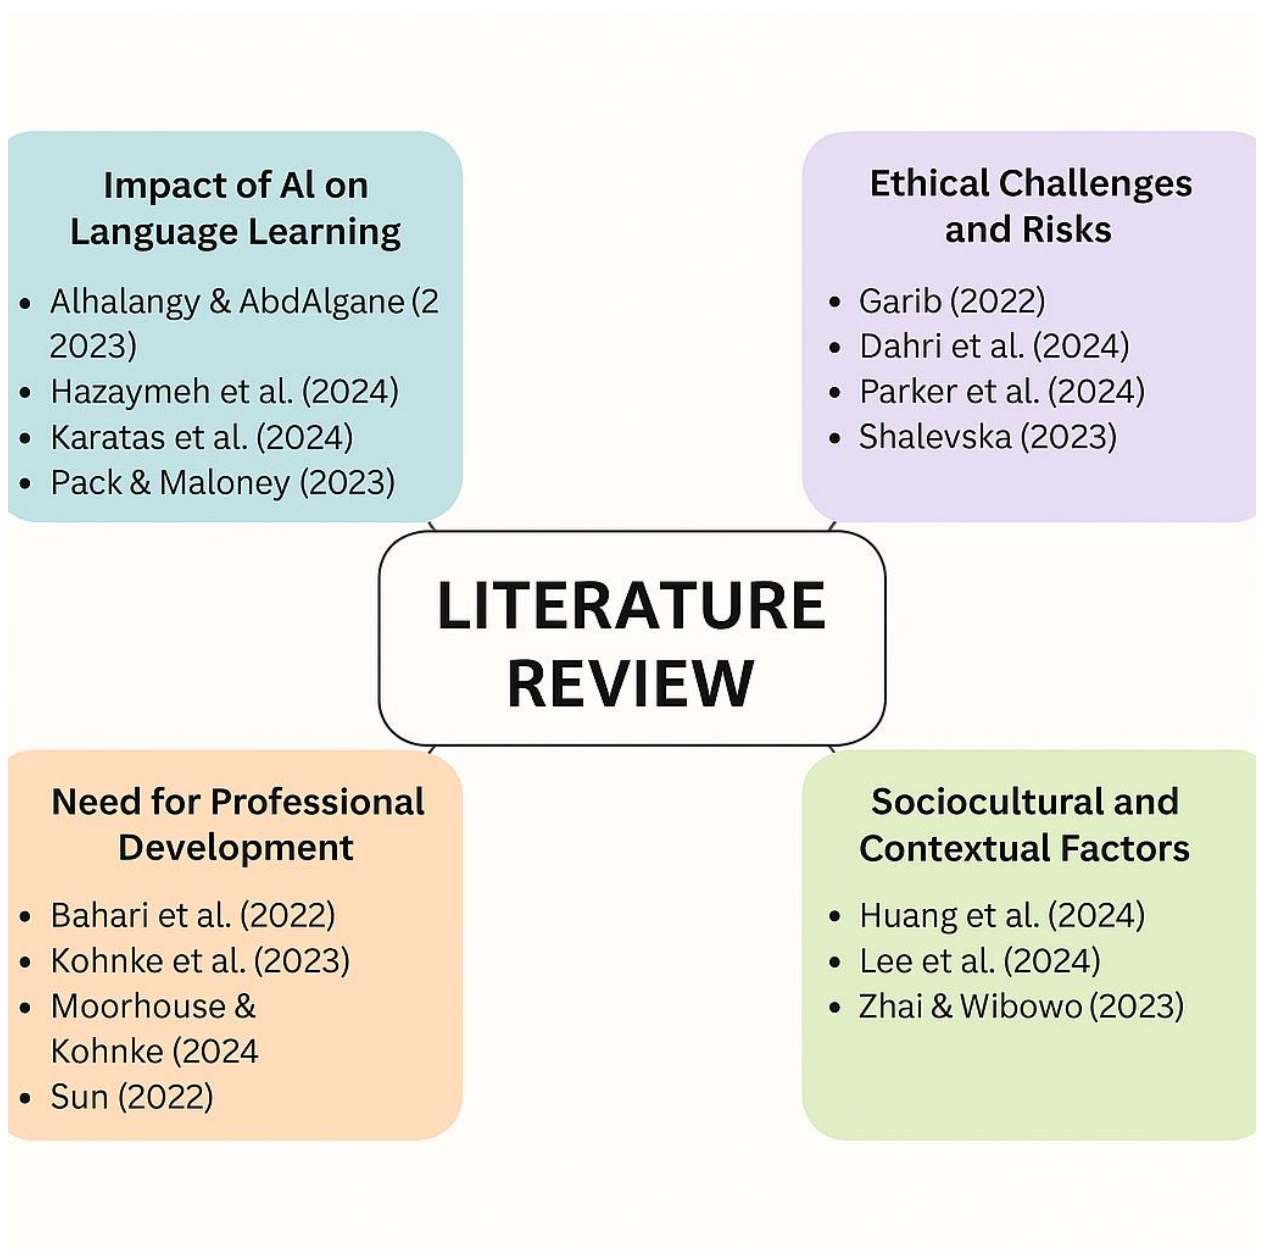 Impact of AI on
Language Learning
• Alhalangy & AbdAlgane (2
2023)
• Hazaymeh et al. (2024)
• Karatas et al. (2024)
• Pack & Maloney (2023)
Ethical Challenges
and Risks
• Garib (2022)
• Dahri et al. (2024)
• Parker et al. (2024)
• Shalevska (2023)
LITERATURE
REVIEW
Need for Professional
Development
• Bahari et al. (2022)
• Kohnke et al. (2023)
• Moorhouse &
Kohnke (2024
• Sun (2022)
Sociocultural and
Contextual Factors
• Huang et al. (2024)
• Lee et al. (2024)
• Zhai & Wibowo (2023)